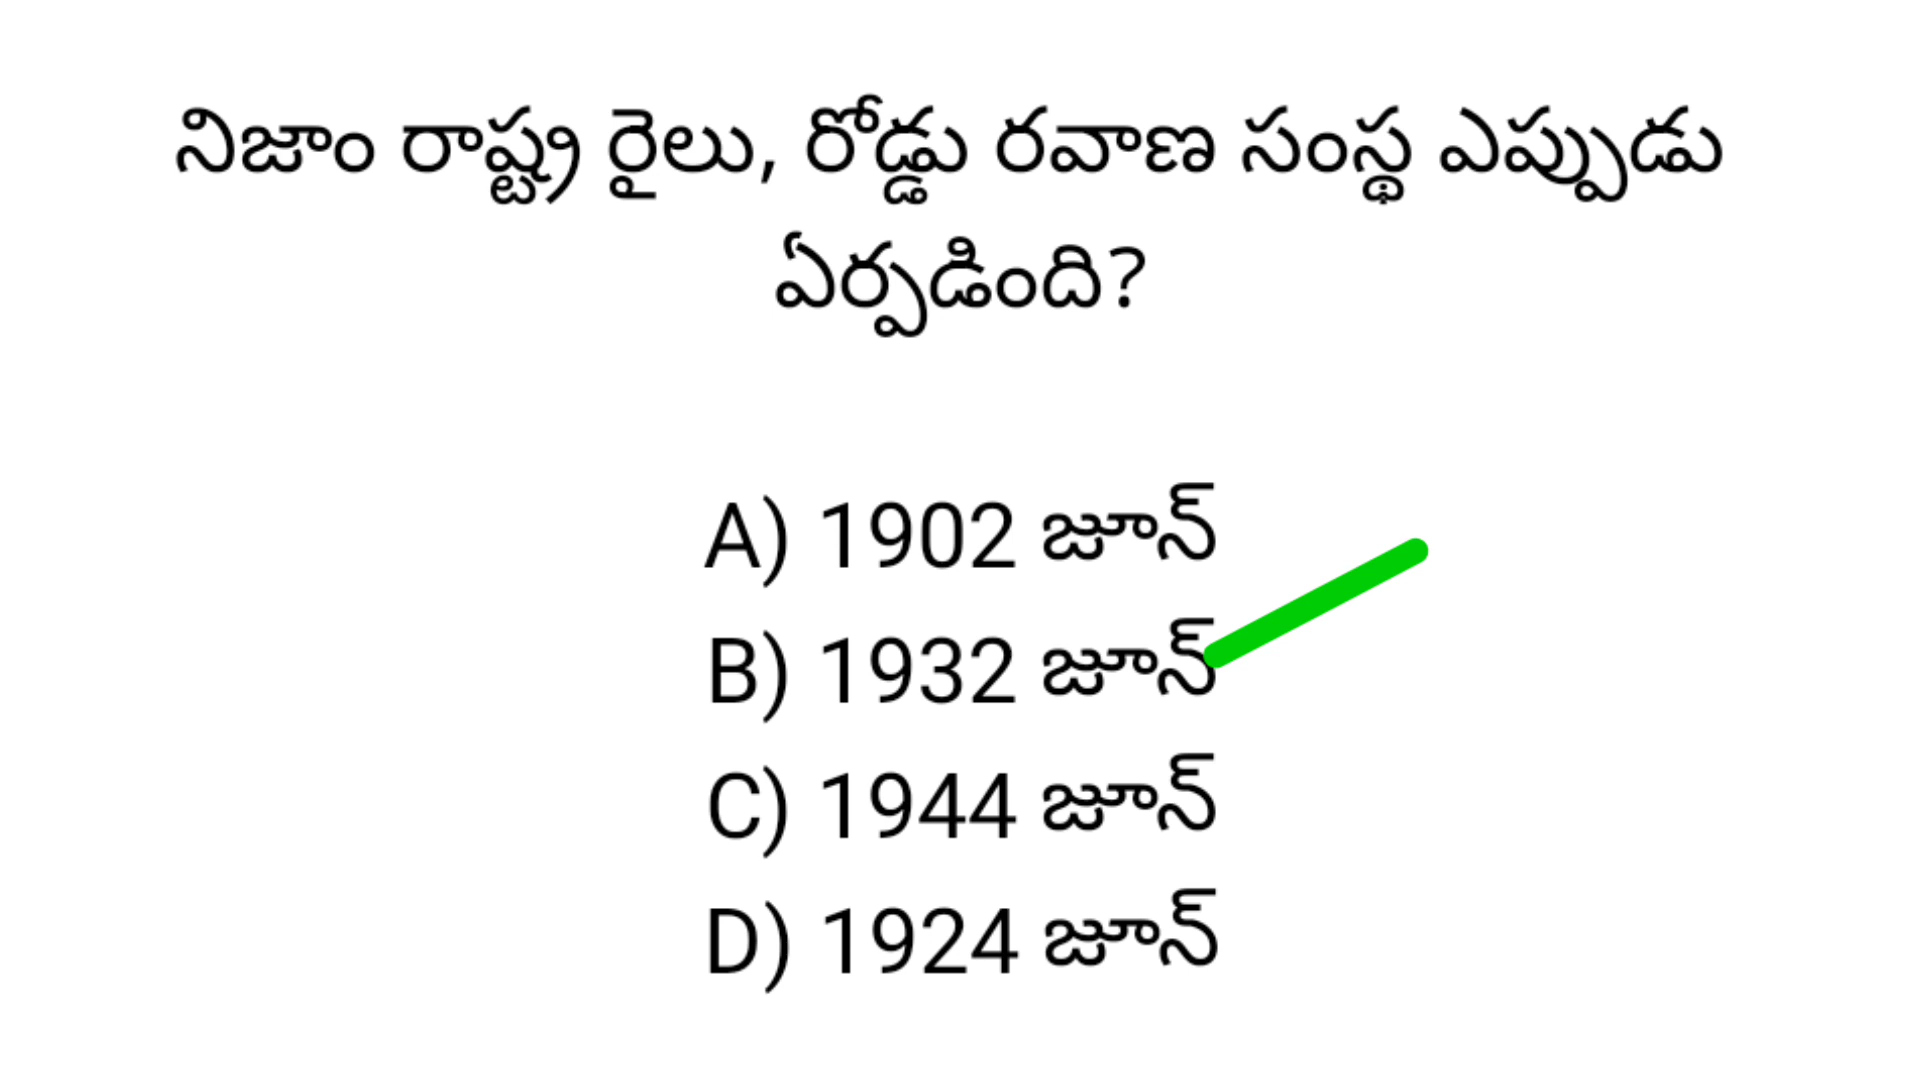 నిజాం రాష్ట్ర రైలు, రోడ్డు రవాణ సంస్థ ఎప్పుడు
ఏర్పడింది?
A) 1902 జూన్
B) 1932 జూన్
C) 1944 జూన్
D) 1924 జూన్